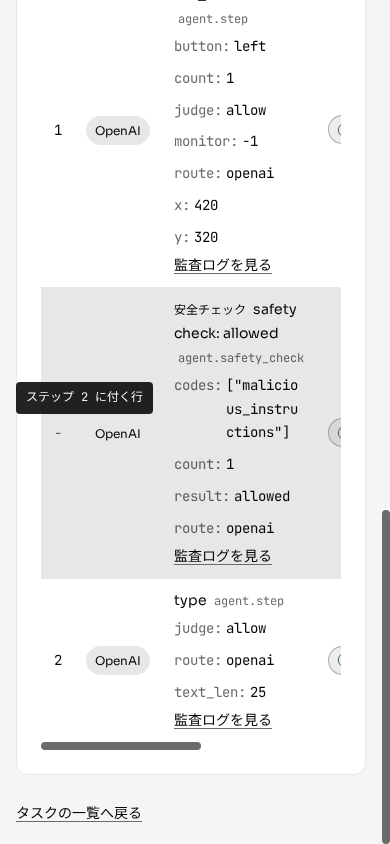 agent.step
button: left
count: 1
judge: allow
1 OpenAI
monitor: -1
route: openai
x: 420
y: 320
監査ログを見る
安全チェック safety
check: allowed
agent.safety_check
codes: ["malicio
us_instru
ctions"]
ステップ 2 に付く行
- OpenAI
count: 1
result: allowed
route: openai
監査ログを見る
type agent.step
judge: allow
2 OpenAI
route: openai
text_len: 25
監査ログを見る
タスクの一覧へ戻る